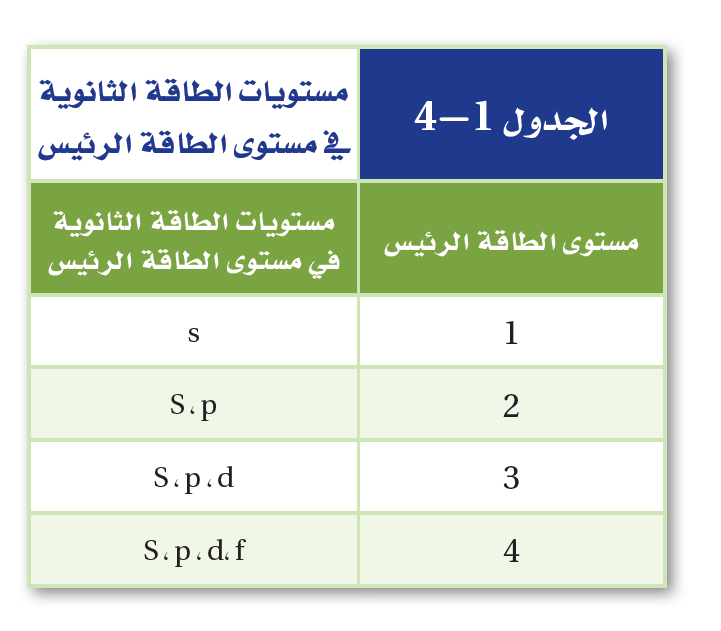 الجدول 1–4
مستويات الطاقة الثانوية
في مستوى الطاقة الرئيس
مستوى الطاقة الرئيس
مستويات الطاقة الثانوية
في مستوى الطاقة الرئيس
1
s
2
S، p
3
S، p، d
4
S، p، d، f